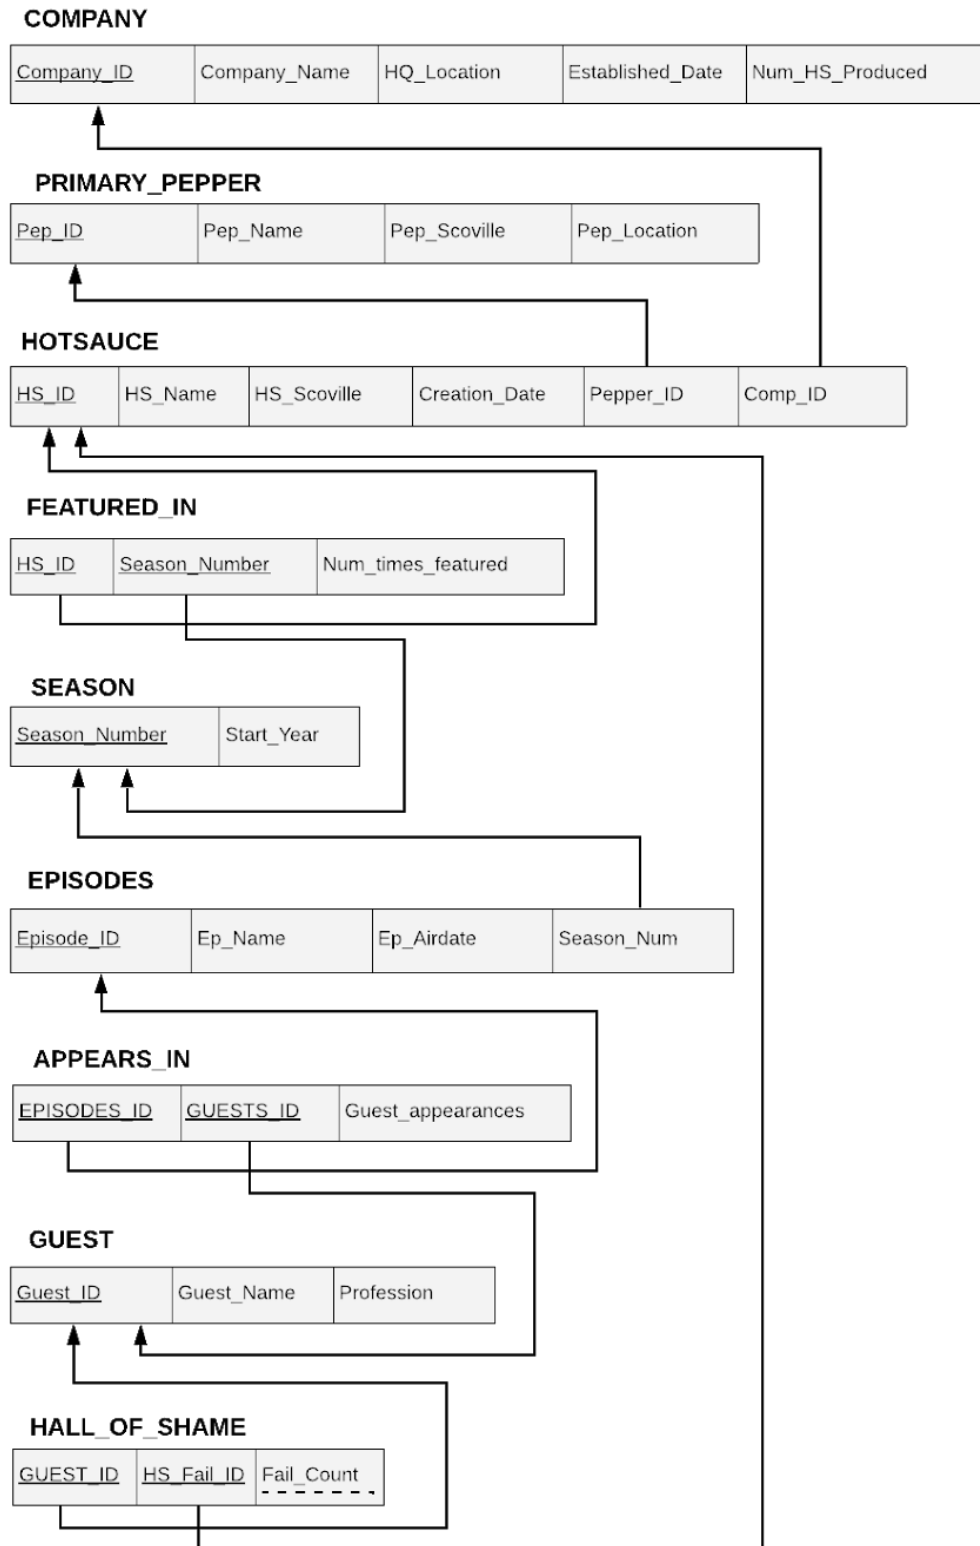 COMPANY
Company_ID Company_Name HQ_Location Established_Date Num_HS_Produced
PRIMARY_PEPPER
Pep_ID Pep_Name Pep_Scoville Pep_Location
HOTSAUCE
HS_ID HS_Name HS_Scoville Creation_Date Pepper_ID Comp_ID
FEATURED_IN
HS_ID Season_Number Num_times_featured
SEASON
Season_Number Start_Year
EPISODES
Episode_ID Ep_Name Ep_Airdate Season_Num
APPEARS_IN
EPISODES_ID GUESTS_ID Guest_appearances
GUEST
Guest_ID Guest_Name Profession
HALL_OF_SHAME
GUEST_ID HS_Fail_ID Fail_Count